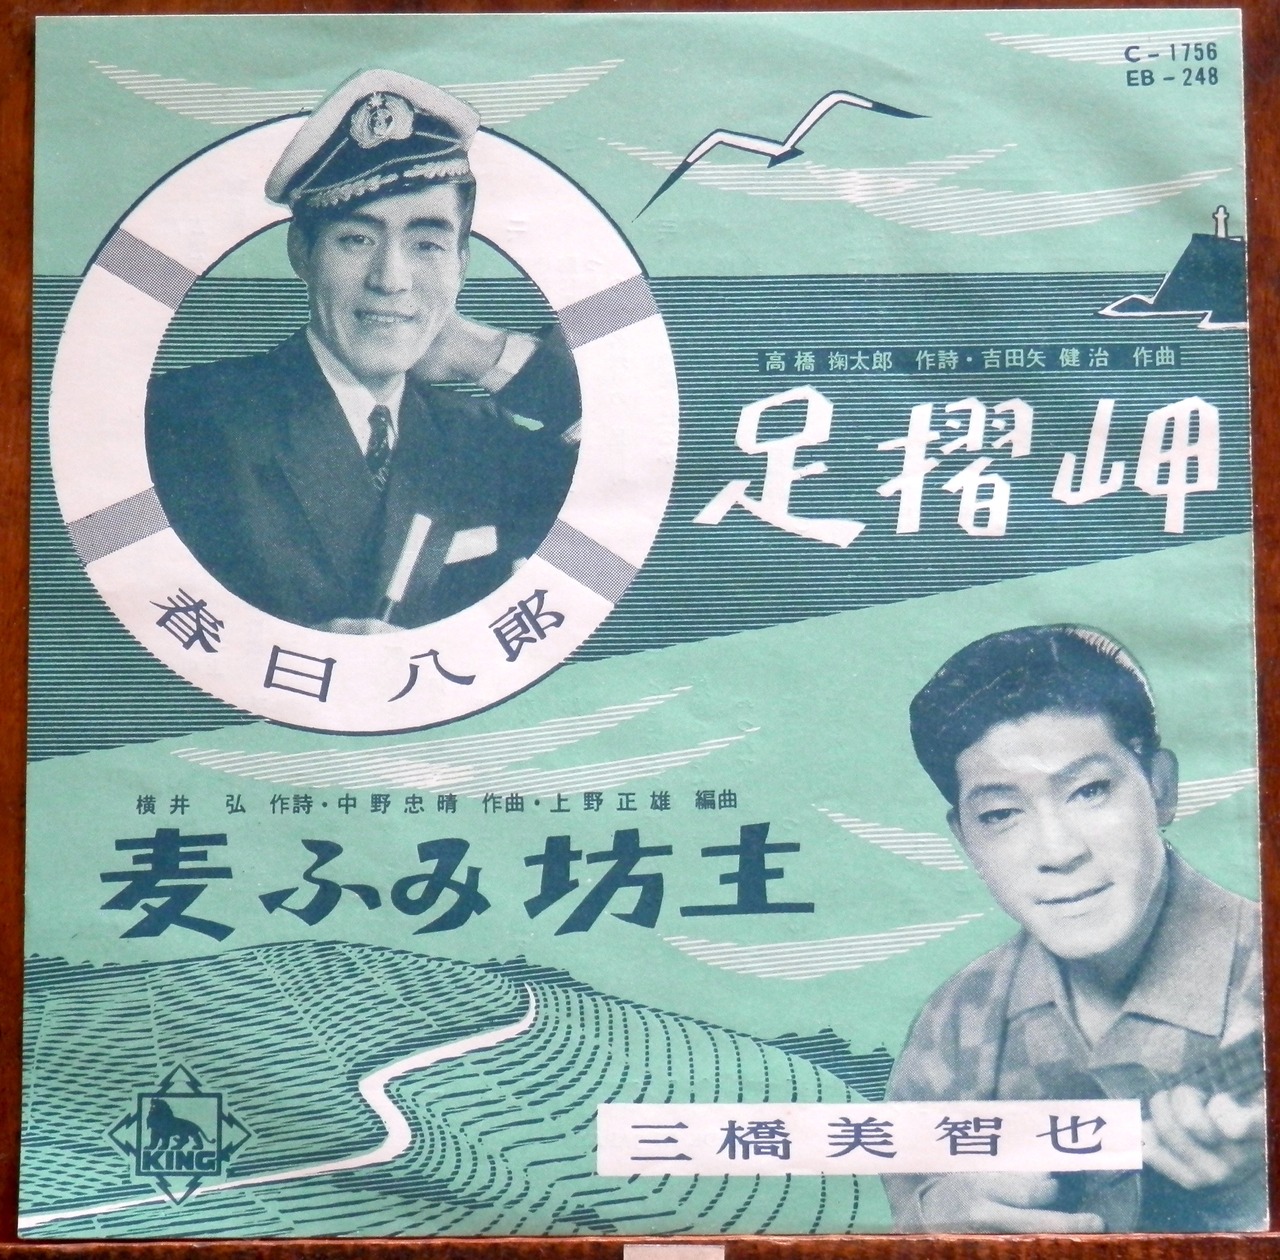 C-1756
EB-248
高橋 掬太郎 作詩・吉田矢 健治 作曲
足摺岬
春日八郎
横井 弘 作詩・中野忠晴 作曲・上野正雄 編曲
麦ふみ坊主
三橋美智也
KING